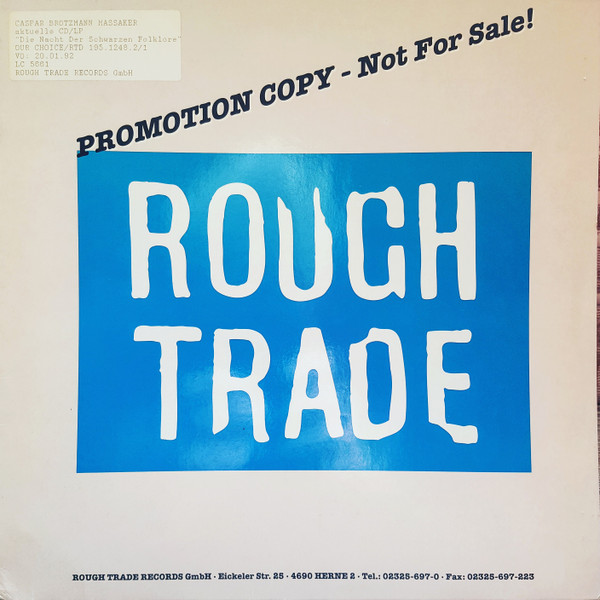 CASPAR BROTZMANN MASSAKER
aktuelle CD/LP
"Die Nacht Der Schwarzen Folklore"
OUR CHOICE/RTD 195.1248.2/1
VO: 20.01.92
LC 5661
ROUGH TRADE RECORDS GmbH
PROMOTION COPY - Not For Sale!
ROUGH
TRADE
ROUGH TRADE RECORDS GmbH · Eickeler Str. 25 · 4690 HERNE 2 · Tel.: 02325-697-0 · Fax: 02325-697-223